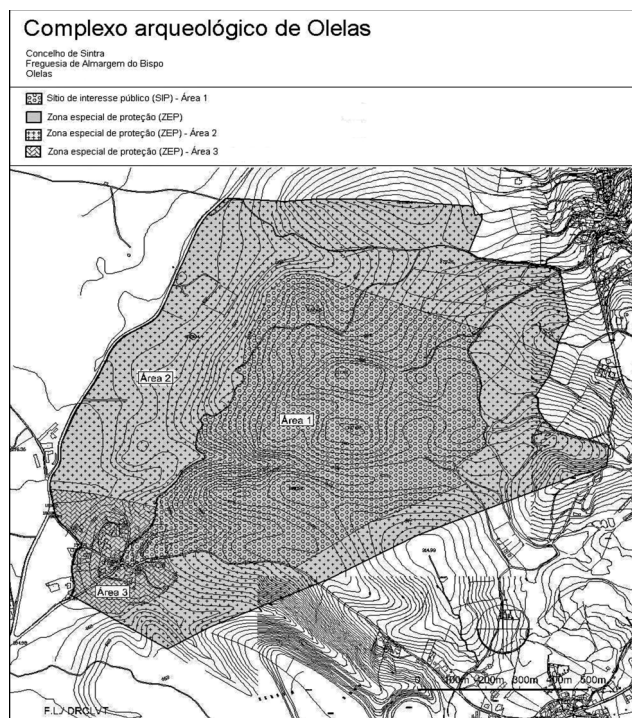 Complexo arqueológico de Olelas
Concelho de Sintra
Freguesia de Almargem do Bispo
Olelas
Sítio de interesse público (SIP) - Área 1
Zona especial de proteção (ZEP)
Zona especial de proteção (ZEP) - Área 2
Zona especial de proteção (ZEP) - Área 3
Área 2
Área 1
Área 3
0 100m 200m 300m 400m 500m
F.L./ DRCLVT